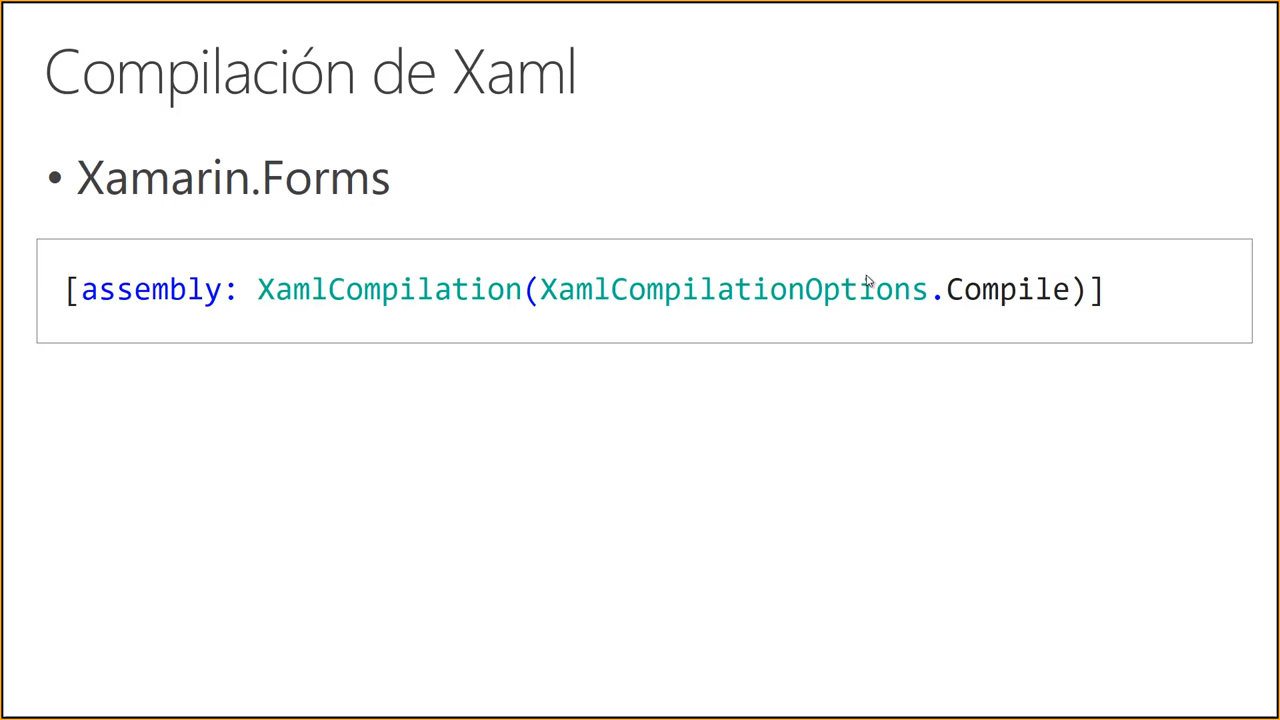 Compilación de Xaml
• Xamarin.Forms
[assembly: XamlCompilation(XamlCompilationOptions.Compile)]